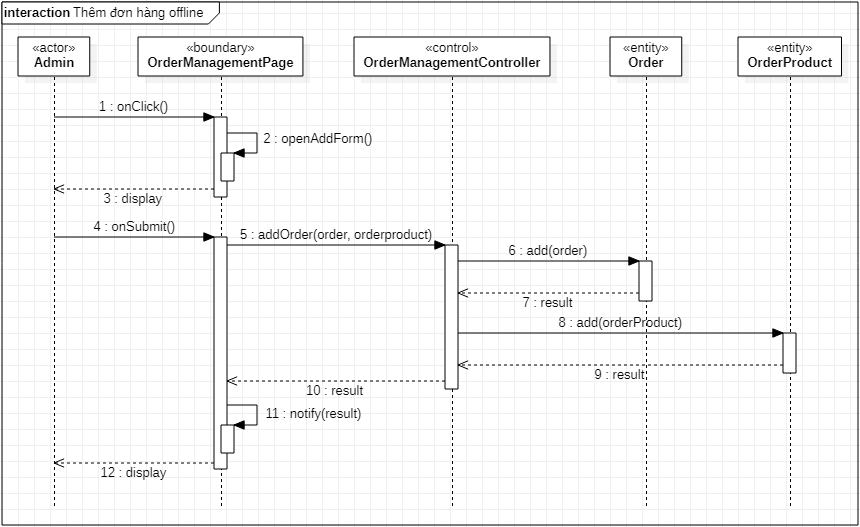 interaction Thêm đơn hàng offline
«actor»
Admin
«boundary»
OrderManagementPage
«control»
OrderManagementController
«entity»
Order
«entity»
OrderProduct
1 : onClick()
2 : openAddForm()
3 : display
4 : onSubmit()
5 : addOrder(order, orderproduct)
6 : add(order)
7 : result
8 : add(orderProduct)
9 : result
10 : result
11 : notify(result)
12 : display